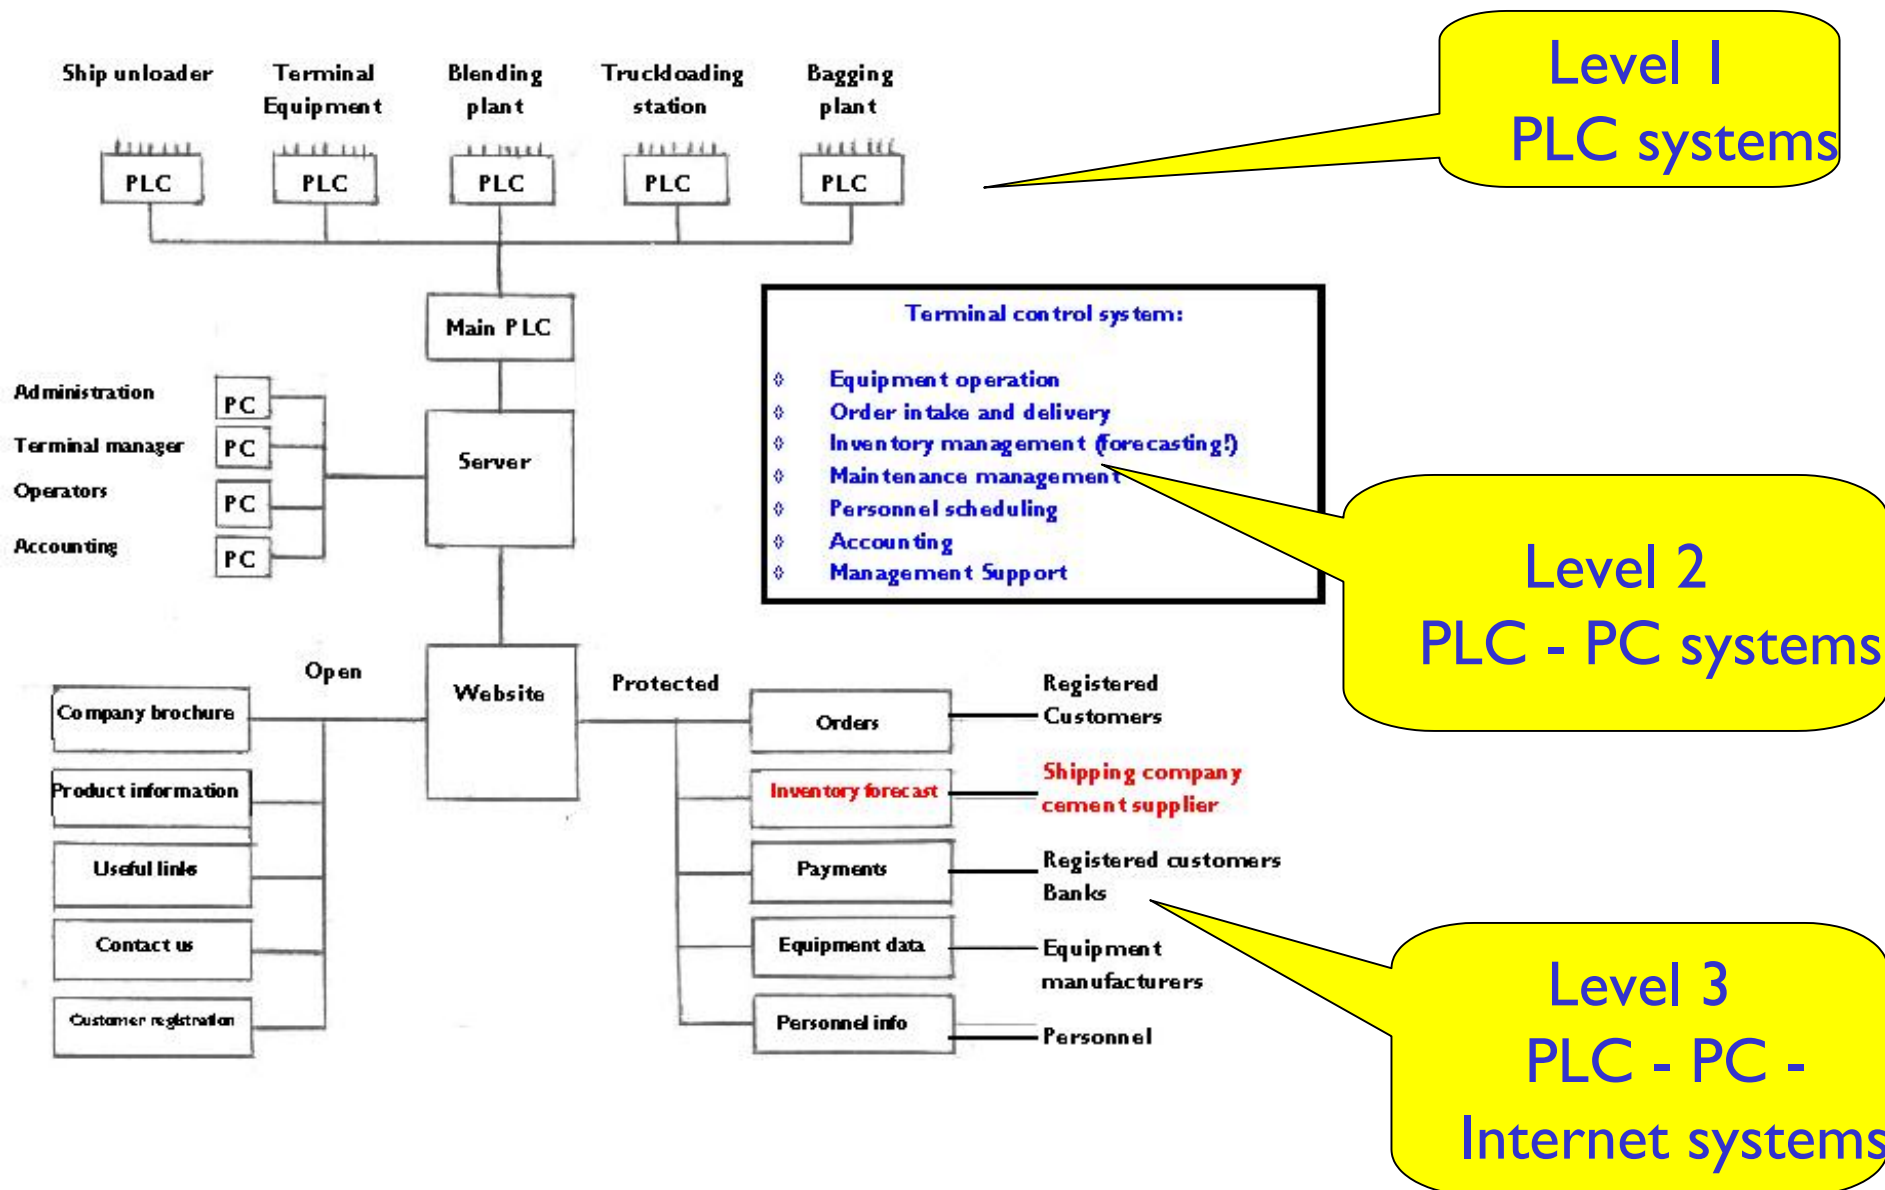 Ship unloader
Terminal
Equipment
Blending
plant
Truckloading
station
Bagging
plant
PLC
PLC
PLC
PLC
PLC
Level 1
PLC systems
Main PLC
Terminal control system:
◊ Equipment operation
◊ Order intake and delivery
◊ Inventory management (forecasting!)
◊ Maintenance management
◊ Personnel scheduling
◊ Accounting
◊ Management Support
Administration
PC
Terminal manager
PC
Operators
PC
Accounting
PC
Server
Level 2
PLC - PC systems
Open
Website
Protected
Company brochure
Product information
Useful links
Contact us
Customer registration
Orders
Registered
Customers
Inventory forecast
Shipping company
cement supplier
Payments
Registered customers
Banks
Equipment data
Equipment
manufacturers
Personnel info
Personnel
Level 3
PLC - PC -
Internet systems